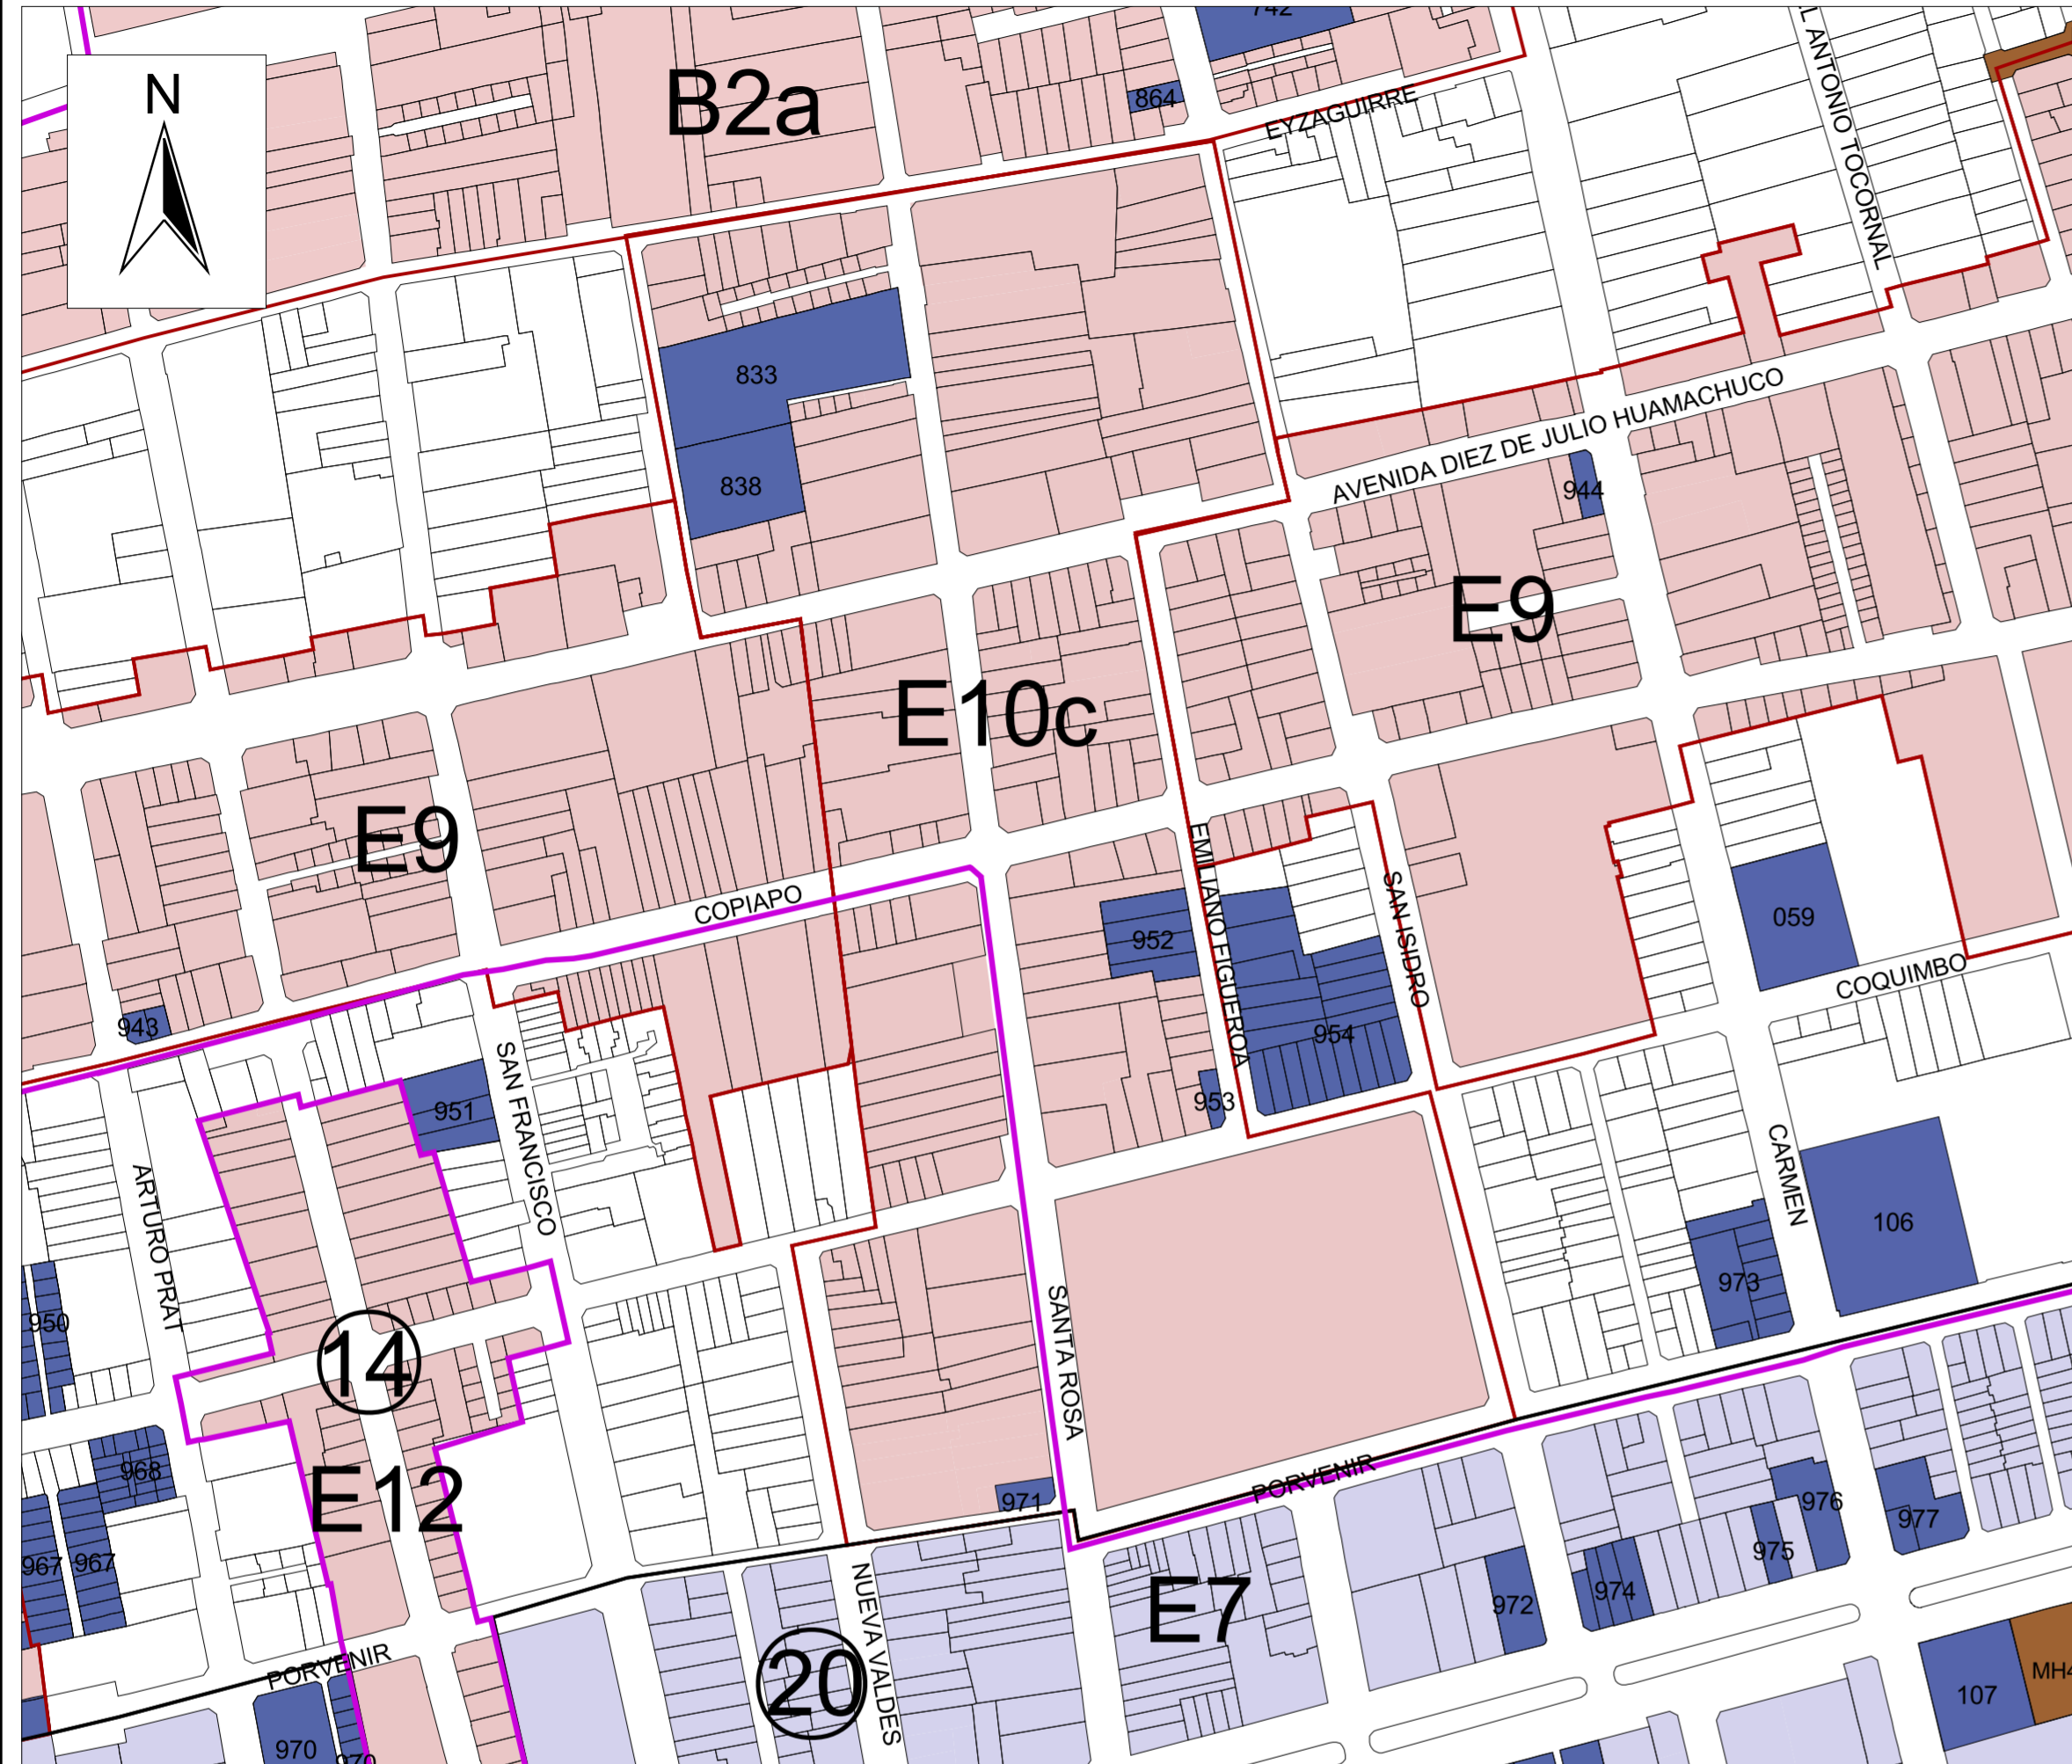 742
N
B2a
864
EYZAGUIRRE
L ANTONIO TOCORNAL
833
AVENIDA DIEZ DE JULIO HUAMACHUCO
838
944
E9
E10c
E9
COPIAPO
EMILIANO FIGUEROA
SAN ISIDRO
952
059
COQUIMBO
943
954
SAN FRANCISCO
951
953
CARMEN
ARTURO PRAT
106
973
950
14
SANTA ROSA
968
PORVENIR
E12
971
976
977
967
967
975
972
974
E7
NUEVA VALDES
PORVENIR
20
MH4
107
970
970